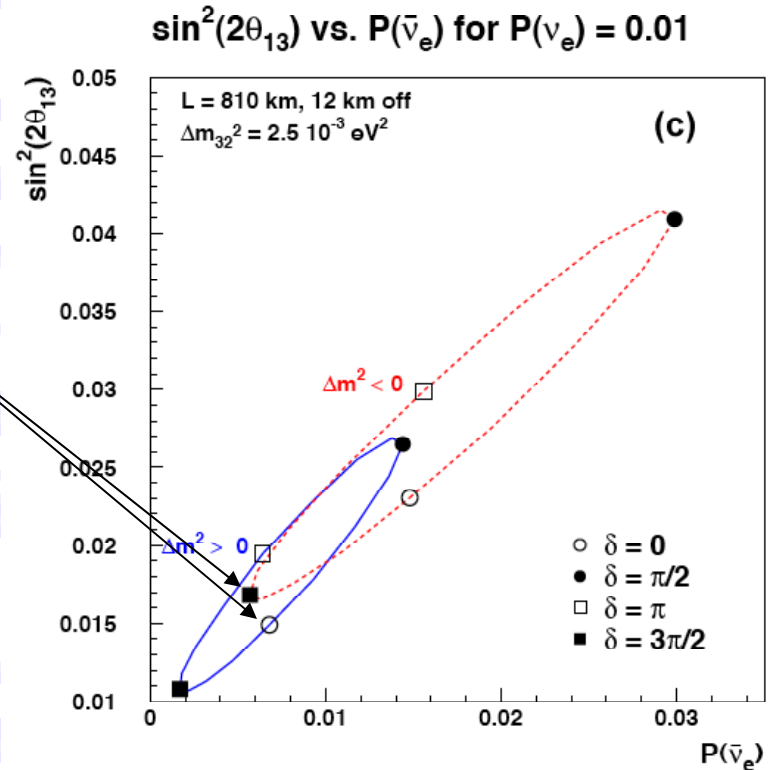 sin²(2θ₁₃) vs. P(ν̄ₑ) for P(νₑ) = 0.01
sin²(2θ₁₃)
L = 810 km, 12 km off
Δm₃₂² = 2.5 10⁻³ eV²
(c)
0.05
0.045
0.04
0.035
0.03
0.025
0.02
0.015
0.01
Δm² < 0
Δm² > 0
○ δ = 0
● δ = π/2
□ δ = π
■ δ = 3π/2
0 0.01 0.02 0.03
P(ν̄ₑ)